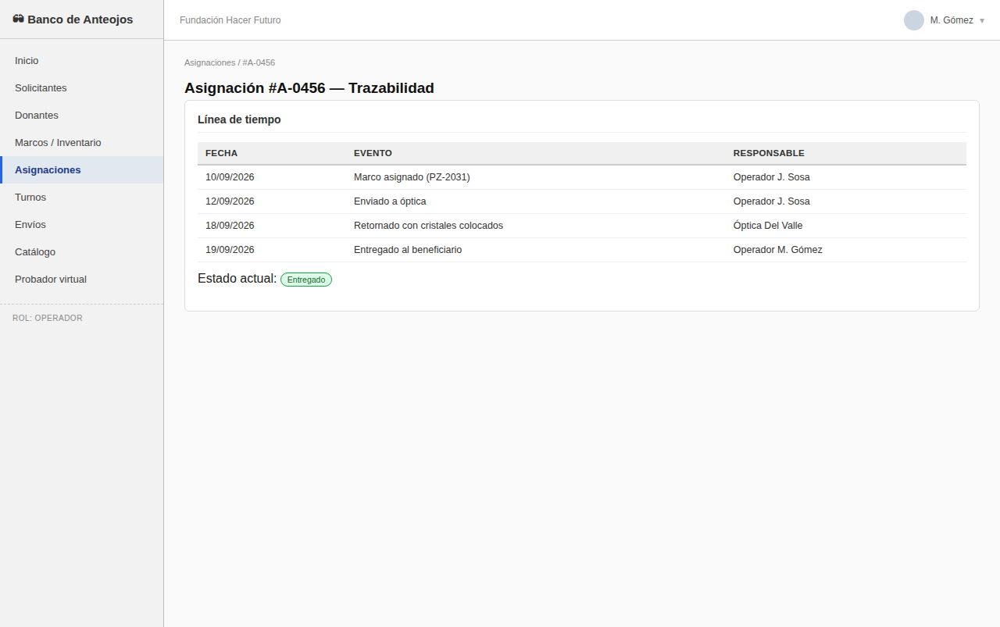 🕶 Banco de Anteojos
Fundación Hacer Futuro
M. Gómez ▾
Inicio
Solicitantes
Donantes
Marcos / Inventario
Asignaciones
Turnos
Envíos
Catálogo
Probador virtual
ROL: OPERADOR
Asignaciones / #A-0456
Asignación #A-0456 — Trazabilidad
Línea de tiempo
FECHA EVENTO RESPONSABLE
10/09/2026 Marco asignado (PZ-2031) Operador J. Sosa
12/09/2026 Enviado a óptica Operador J. Sosa
18/09/2026 Retornado con cristales colocados Óptica Del Valle
19/09/2026 Entregado al beneficiario Operador M. Gómez
Estado actual: Entregado